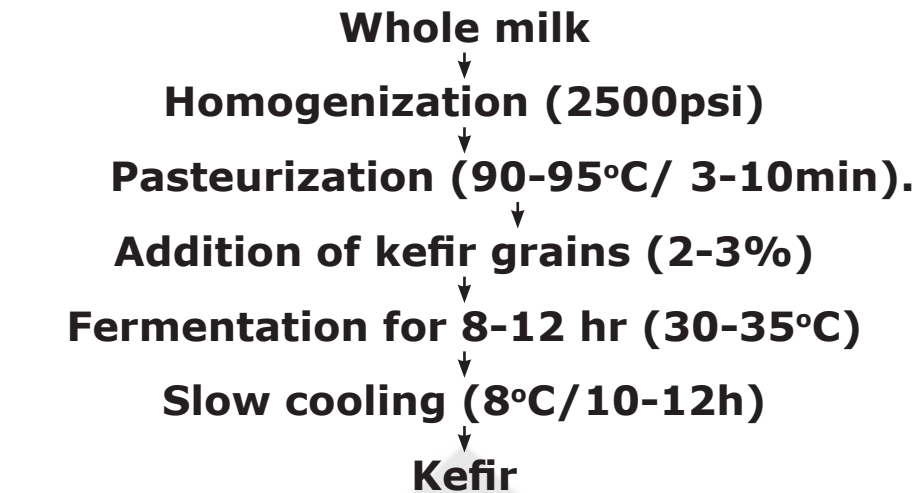 Whole milk
Homogenization (2500psi)
Pasteurization (90-95ºC/ 3-10min).
Addition of kefir grains (2-3%)
Fermentation for 8-12 hr (30-35ºC)
Slow cooling (8ºC/10-12h)
Kefir